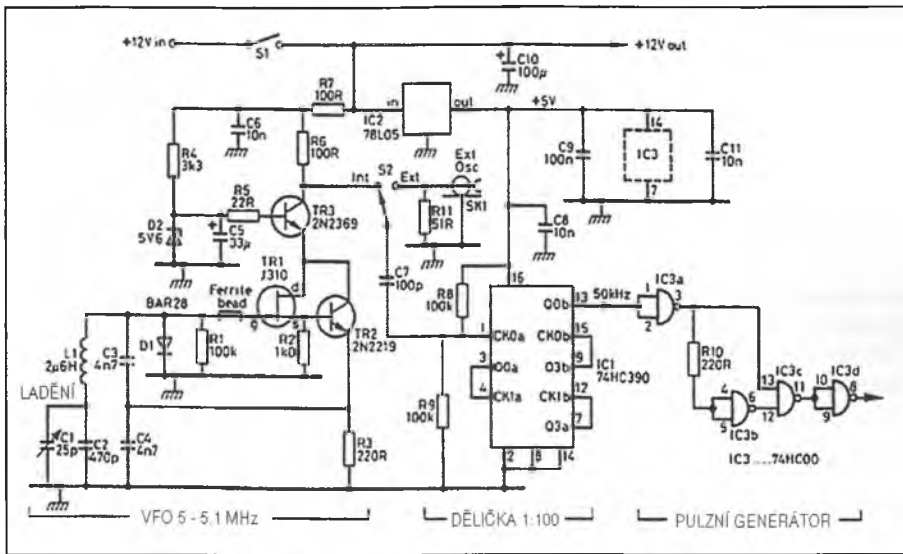 +12V in
S1
+12V out
C10
100µ
R7
100R
in
out
IC2
78L05
+5V
C6
10n
R6
100R
R4
3k3
Int
S2
Ext
Ext
Osc
SK1
R11
51R
C9
100n
14
IC3
7
C11
10n
R5
22R
TR3
2N2369
D2
5V6
C5
33µ
C8
10n
TR1
J310
C7
100p
R8
100k
16
BAR28
Ferrite
bead
d
g
s
TR2
2N2219
L1
2µ6H
C3
4n7
D1
R1
100k
R2
1k0
LADĚNÍ
C1
25p
C2
470p
C4
4n7
R3
220R
R9
100k
1
CK0a
3
O0a
4
CK1a
O0b
13
50kHz
CK0b
15
O3b
9
CK1b
12
O3a
7
2
8
14
IC1
74HC390
IC3a
1
2
3
R10
220R
4
5
6
IC3b
13
12
11
IC3c
10
9
8
IC3d
IC3....74HC00
VFO 5 - 5.1 MHz
DĚLIČKA 1:100
PULZNÍ GENERÁTOR